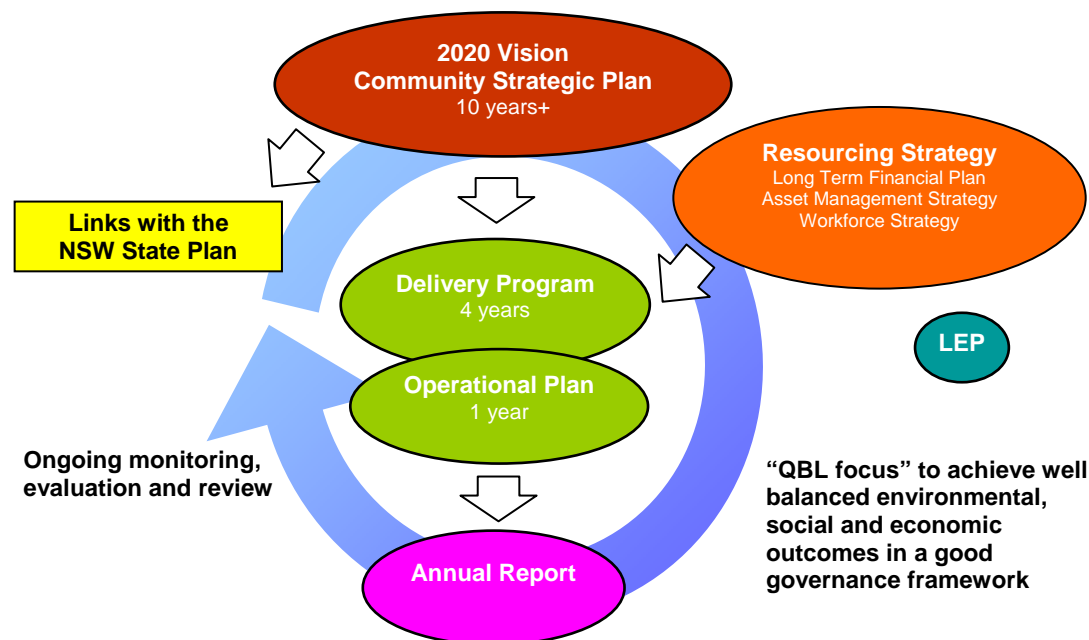 2020 Vision
Community Strategic Plan
10 years+
Resourcing Strategy
Long Term Financial Plan
Asset Management Strategy
Workforce Strategy
Links with the
NSW State Plan
Delivery Program
4 years
LEP
Operational Plan
1 year
Ongoing monitoring,
evaluation and review
“QBL focus” to achieve well
balanced environmental,
social and economic
outcomes in a good
governance framework
Annual Report